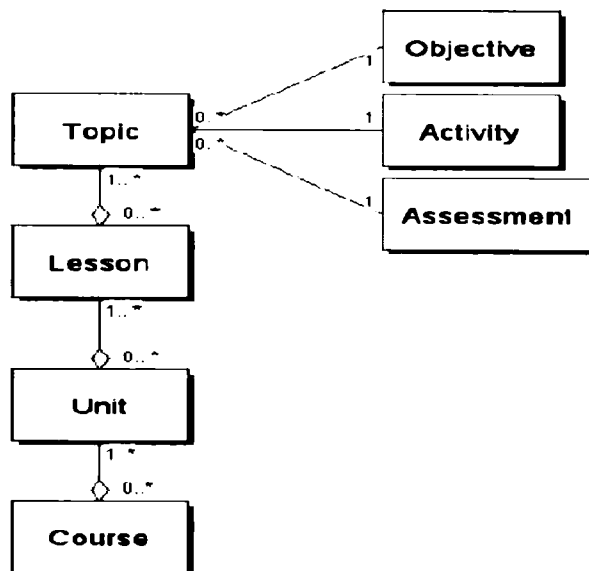 Objective
1
0..*
Topic
1
Activity
0..*
1
Assessment
1..*
0..*
Lesson
1..*
0..*
Unit
1..*
0..*
Course